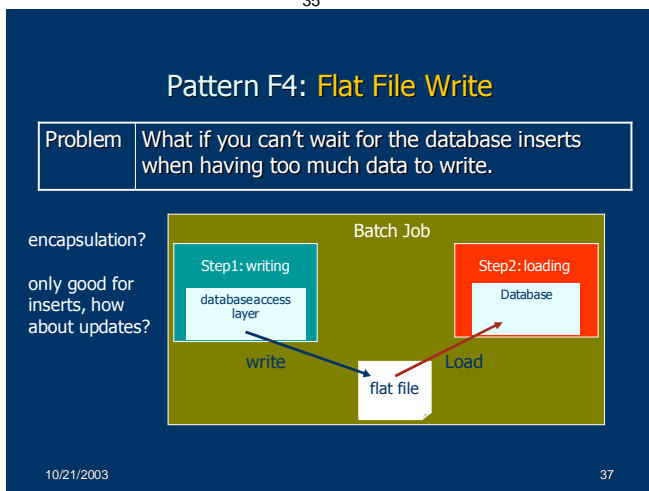 35
Pattern F4: Flat File Write
Problem
What if you can't wait for the database inserts
when having too much data to write.
Batch Job
encapsulation?
only good for
inserts, how
about updates?
Step1: writing
databaseaccess
layer
Step2: loading
Database
write
Load
flat file
10/21/2003
37